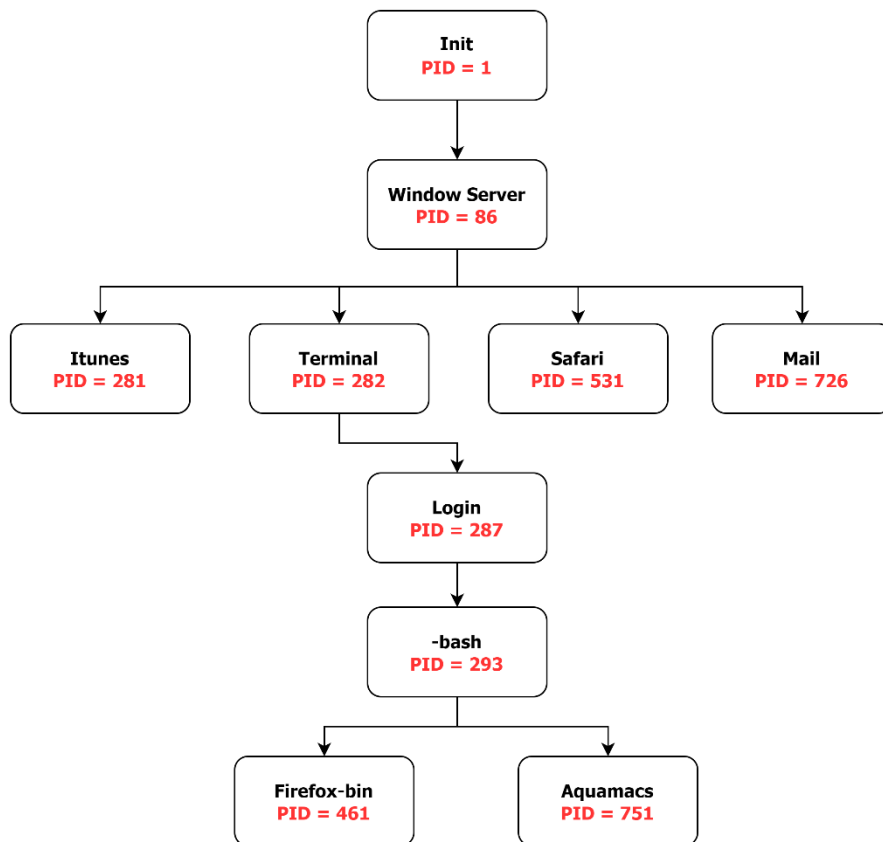 Init
PID = 1
Window Server
PID = 86
Itunes
PID = 281
Terminal
PID = 282
Safari
PID = 531
Mail
PID = 726
Login
PID = 287
-bash
PID = 293
Firefox-bin
PID = 461
Aquamacs
PID = 751